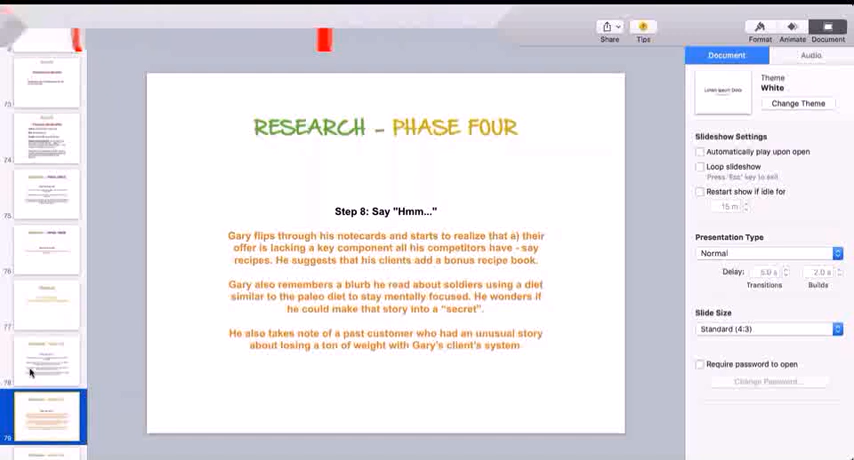 Share
Tips
Format
Animate
Document
Document
Audio
Theme
White
Change Theme
Slideshow Settings
Automatically play upon open
Loop slideshow
Press 'Esc' key to exit
Restart show if idle for
15 m
Presentation Type
Normal
Delay:
5.0 s
2.0 s
Transitions
Builds
Slide Size
Standard (4:3)
Require password to open
Change Password...
73
74
75
76
77
78
79
RESEARCH - PHASE FOUR
Step 8: Say "Hmm..."
Gary flips through his notecards and starts to realize that a) their
offer is lacking a key component all his competitors have - say
recipes. He suggests that his clients add a bonus recipe book.
Gary also remembers a blurb he read about soldiers using a diet
similar to the paleo diet to stay mentally focused. He wonders if
he could make that story into a “secret”.
He also takes note of a past customer who had an unusual story
about losing a ton of weight with Gary's client's system